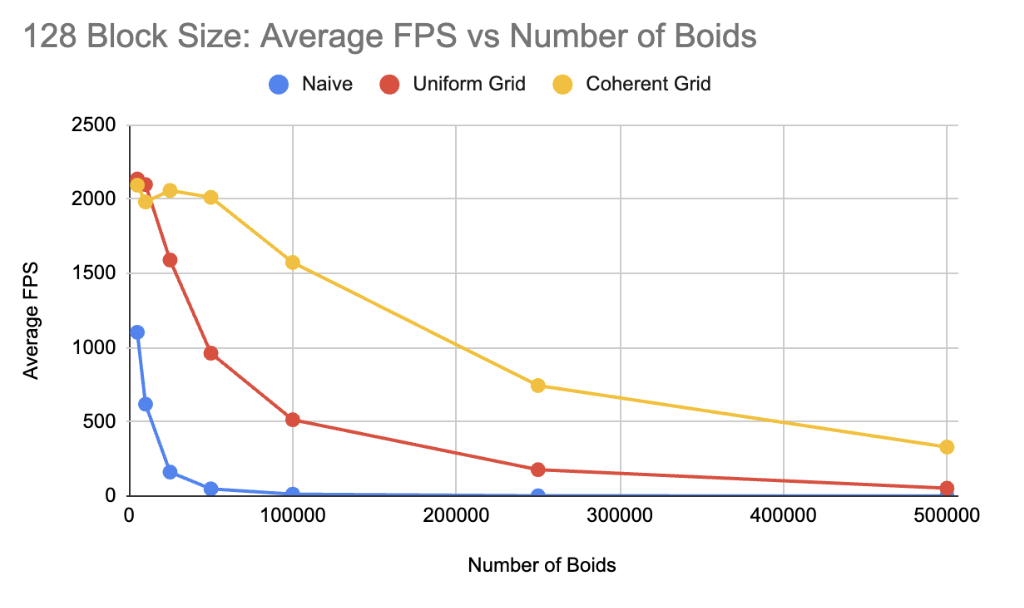 128 Block Size: Average FPS vs Number of Boids
Naive Uniform Grid Coherent Grid
2500
2000
1500
1000
500
0
Average FPS
0 100000 200000 300000 400000 500000
Number of Boids